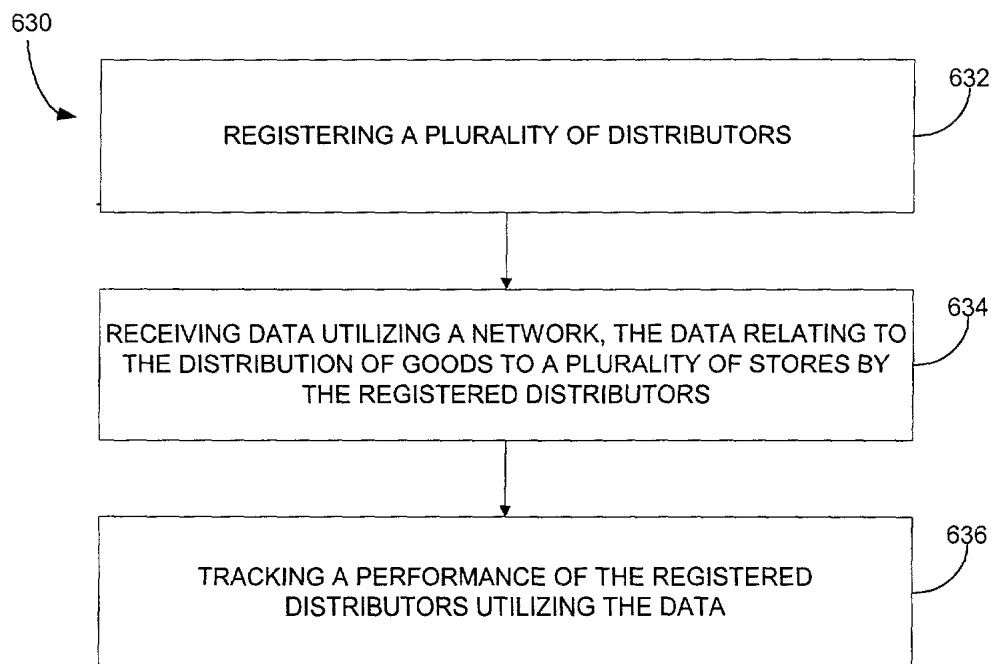 630
632
REGISTERING A PLURALITY OF DISTRIBUTORS
634
RECEIVING DATA UTILIZING A NETWORK, THE DATA RELATING TO
THE DISTRIBUTION OF GOODS TO A PLURALITY OF STORES BY
THE REGISTERED DISTRIBUTORS
636
TRACKING A PERFORMANCE OF THE REGISTERED
DISTRIBUTORS UTILIZING THE DATA